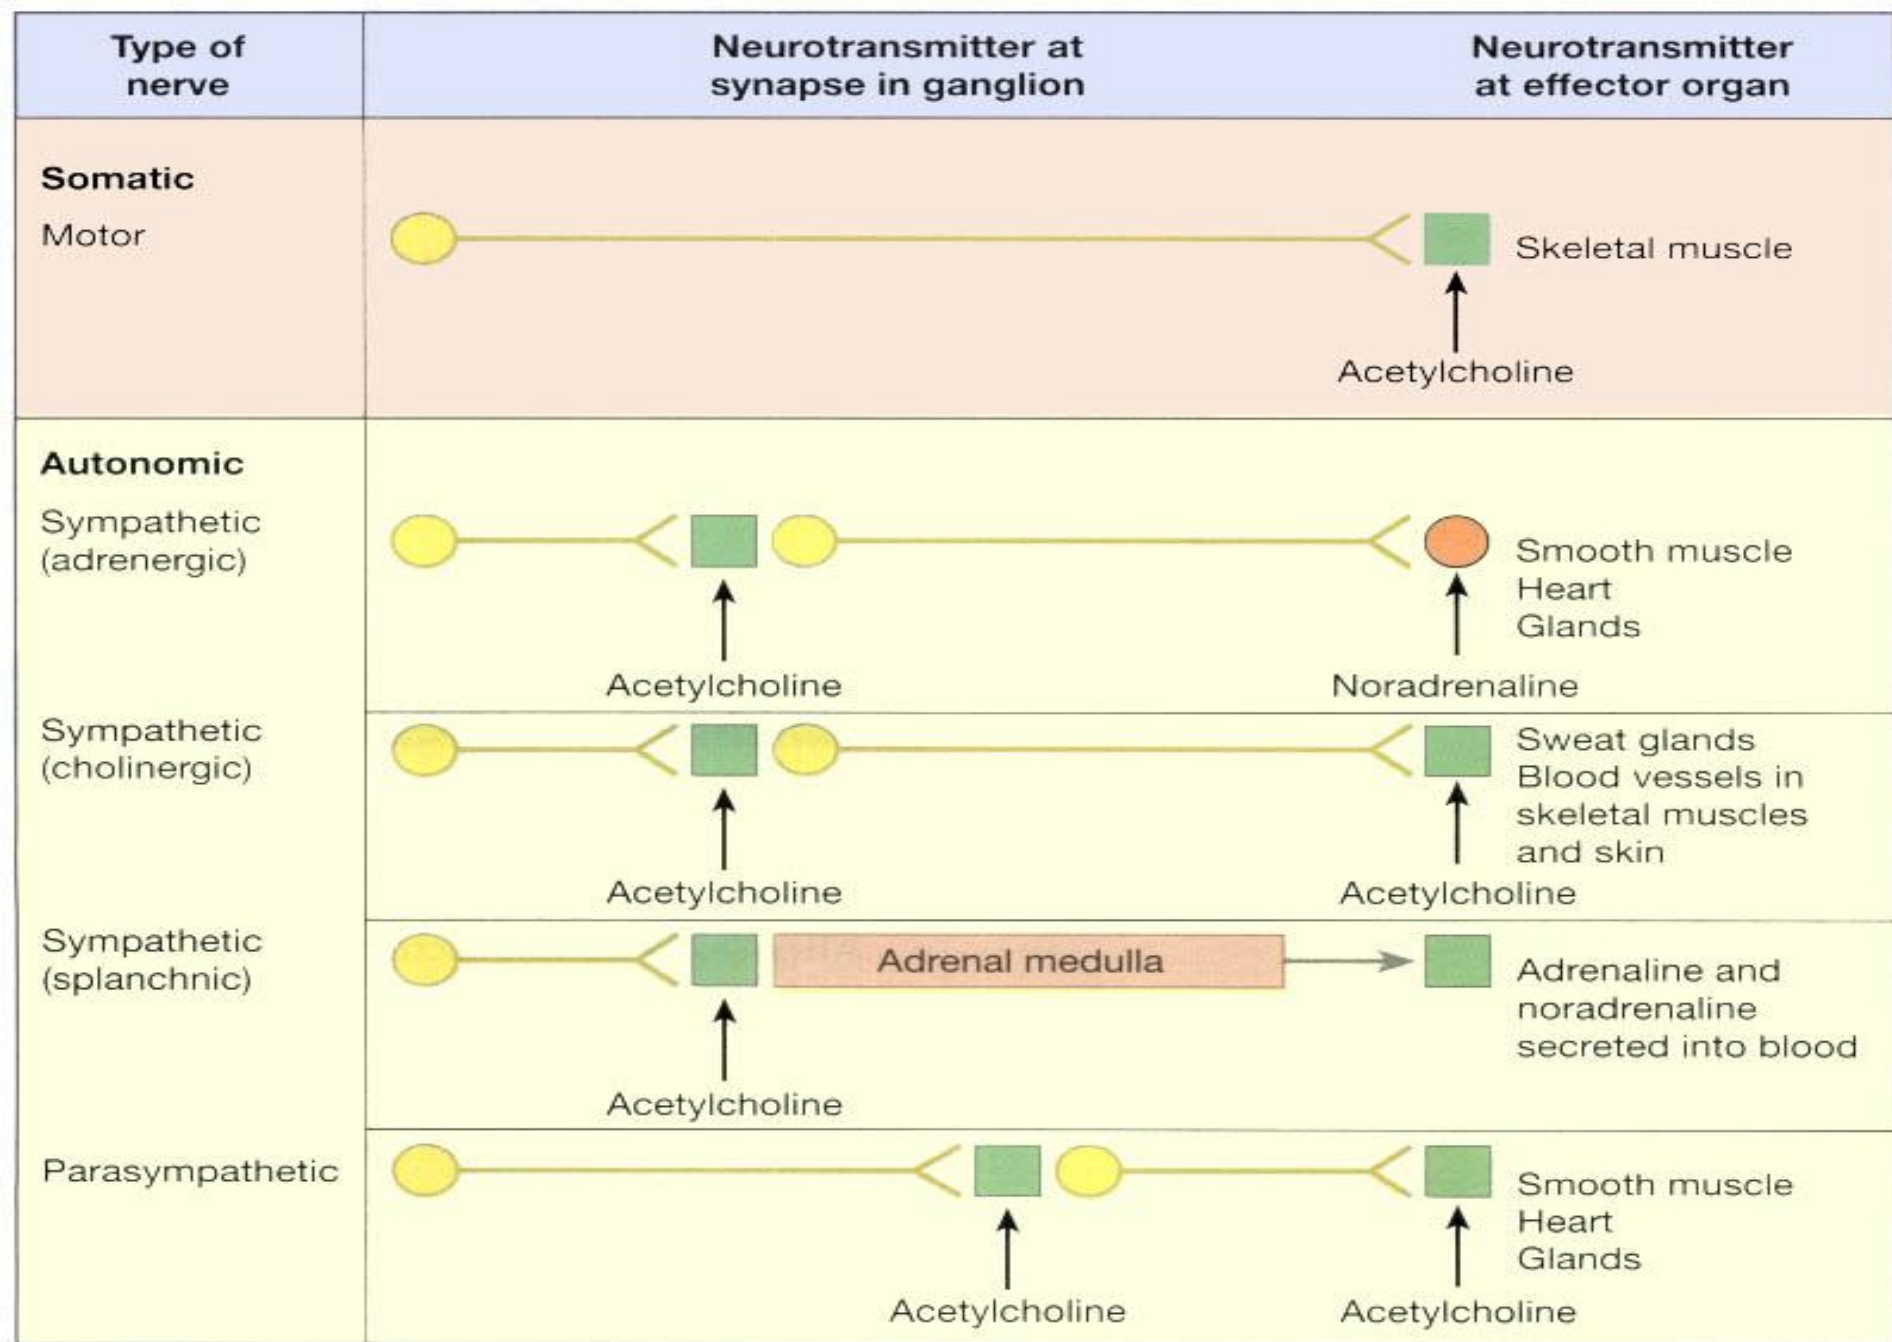 Type of
nerve
Neurotransmitter at
synapse in ganglion
Neurotransmitter
at effector organ
Somatic
Motor
Skeletal muscle
Acetylcholine
Autonomic
Sympathetic
(adrenergic)
Smooth muscle
Heart
Glands
Acetylcholine
Noradrenaline
Sympathetic
(cholinergic)
Sweat glands
Blood vessels in
skeletal muscles
and skin
Acetylcholine
Acetylcholine
Sympathetic
(splanchnic)
Adrenal medulla
Adrenaline and
noradrenaline
secreted into blood
Acetylcholine
Parasympathetic
Smooth muscle
Heart
Glands
Acetylcholine
Acetylcholine